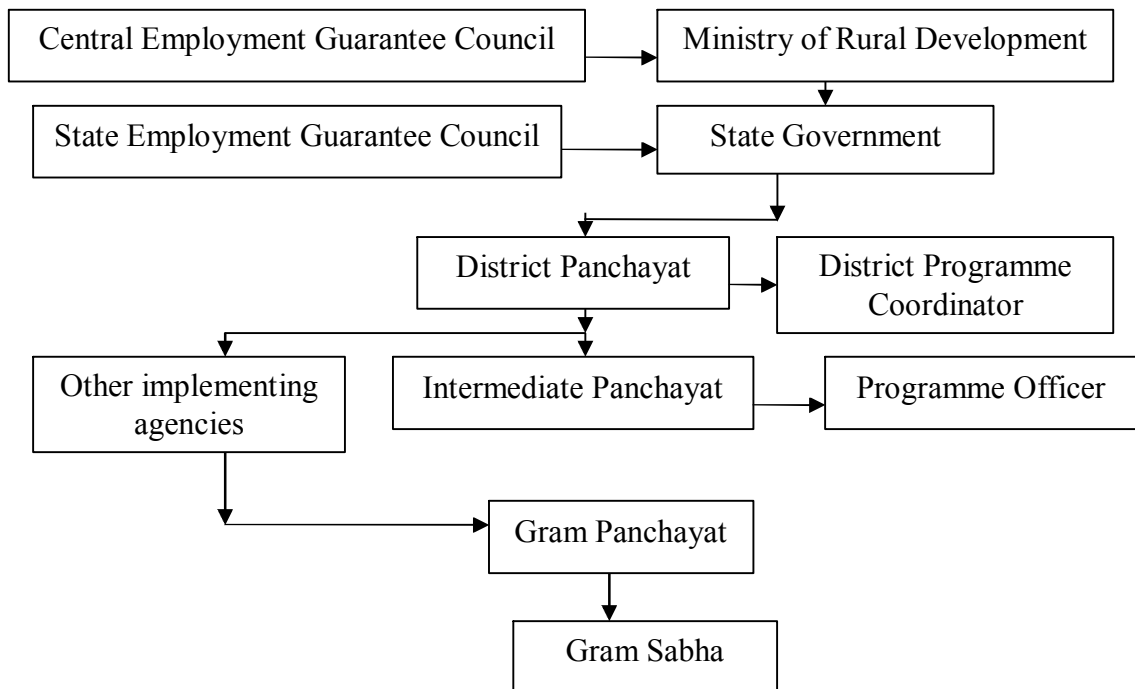 Central Employment Guarantee Council
Ministry of Rural Development
State Employment Guarantee Council
State Government
District Panchayat
District Programme
Coordinator
Other implementing
agencies
Intermediate Panchayat
Programme Officer
Gram Panchayat
Gram Sabha